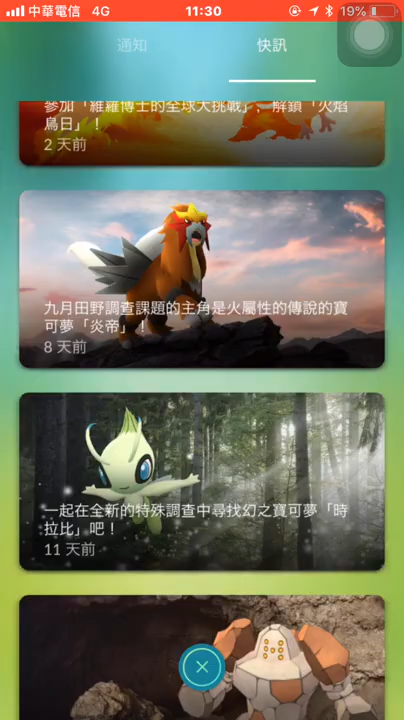 中華電信 4G 11:30 19%
通知 快訊
參加「維羅博士的全球大挑戰」，解鎖「火焰
鳥日」！
2 天前
九月田野調查課題的主角是火屬性的傳說的寶
可夢「炎帝」！
8 天前
一起在全新的特殊調查中尋找幻之寶可夢「時
拉比」吧！
11 天前